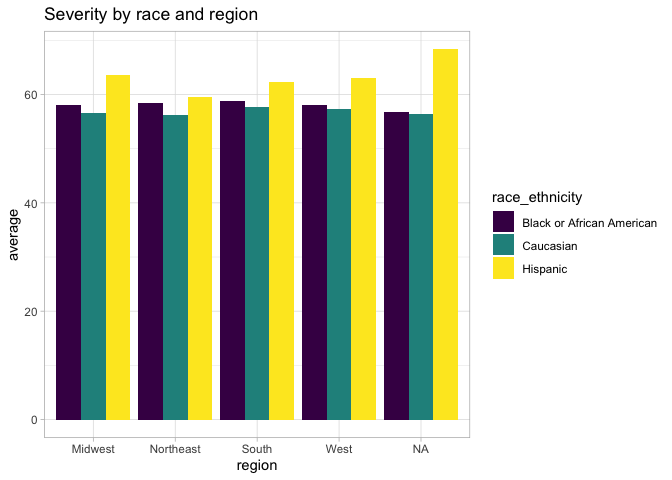 Severity by race and region
60
40
20
0
average
Midwest
Northeast
South
West
NA
region
race_ethnicity
Black or African American
Caucasian
Hispanic